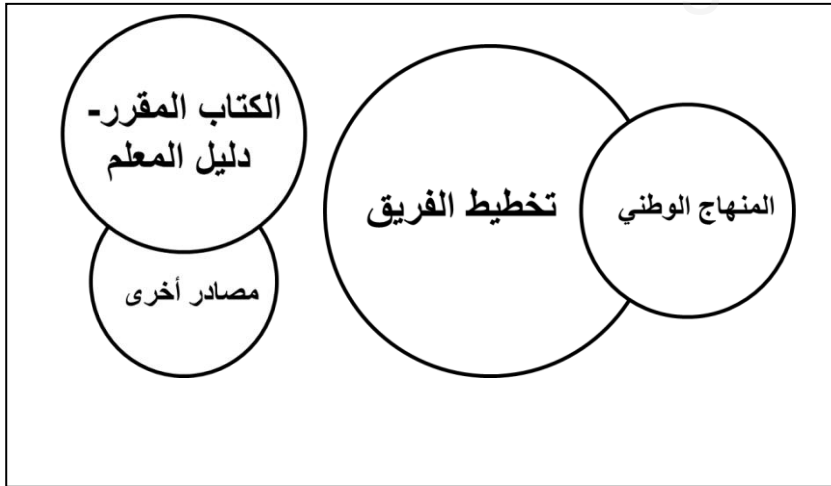 الكتاب المقرر-
دليل المعلم
مصادر أخرى
تخطيط الفريق
المنهاج الوطني